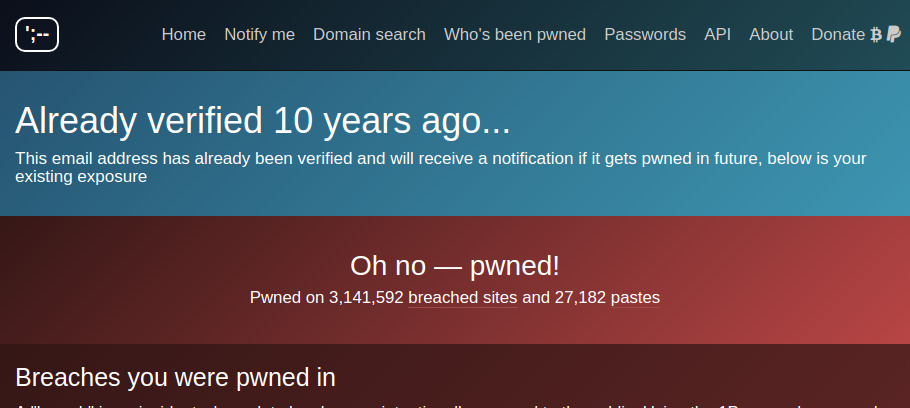 ';--
Home Notify me Domain search Who's been pwned Passwords API About Donate
Already verified 10 years ago...
This email address has already been verified and will receive a notification if it gets pwned in future, below is your
existing exposure
Oh no — pwned!
Pwned on 3,141,592 breached sites and 27,182 pastes
Breaches you were pwned in